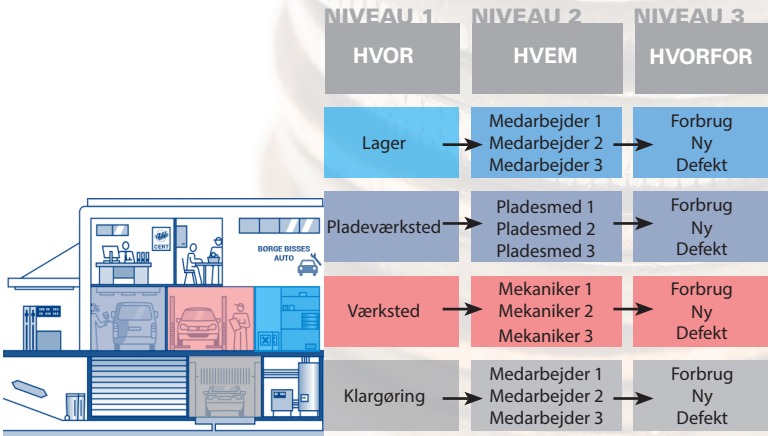 NIVEAU 1
NIVEAU 2
NIVEAU 3
HVOR
HVEM
HVORFOR
Lager
Medarbejder 1
Medarbejder 2
Medarbejder 3
Forbrug
Ny
Defekt
Pladeværksted
Pladesmed 1
Pladesmed 2
Pladesmed 3
Forbrug
Ny
Defekt
Værksted
Mekaniker 1
Mekaniker 2
Mekaniker 3
Forbrug
Ny
Defekt
Klargøring
Medarbejder 1
Medarbejder 2
Medarbejder 3
Forbrug
Ny
Defekt
CERT
BORGE BISSES
AUTO